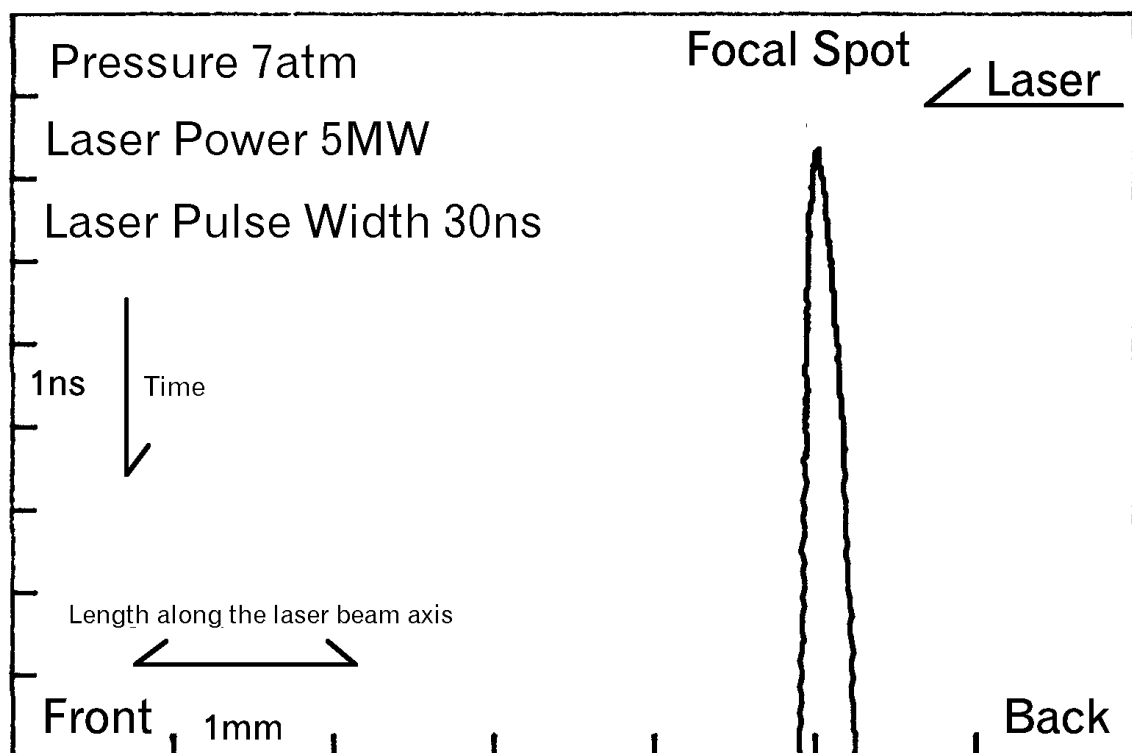 Pressure 7atm
Focal Spot
Laser
Laser Power 5MW
Laser Pulse Width 30ns
1ns
Time
Length along the laser beam axis
Front
1mm
Back